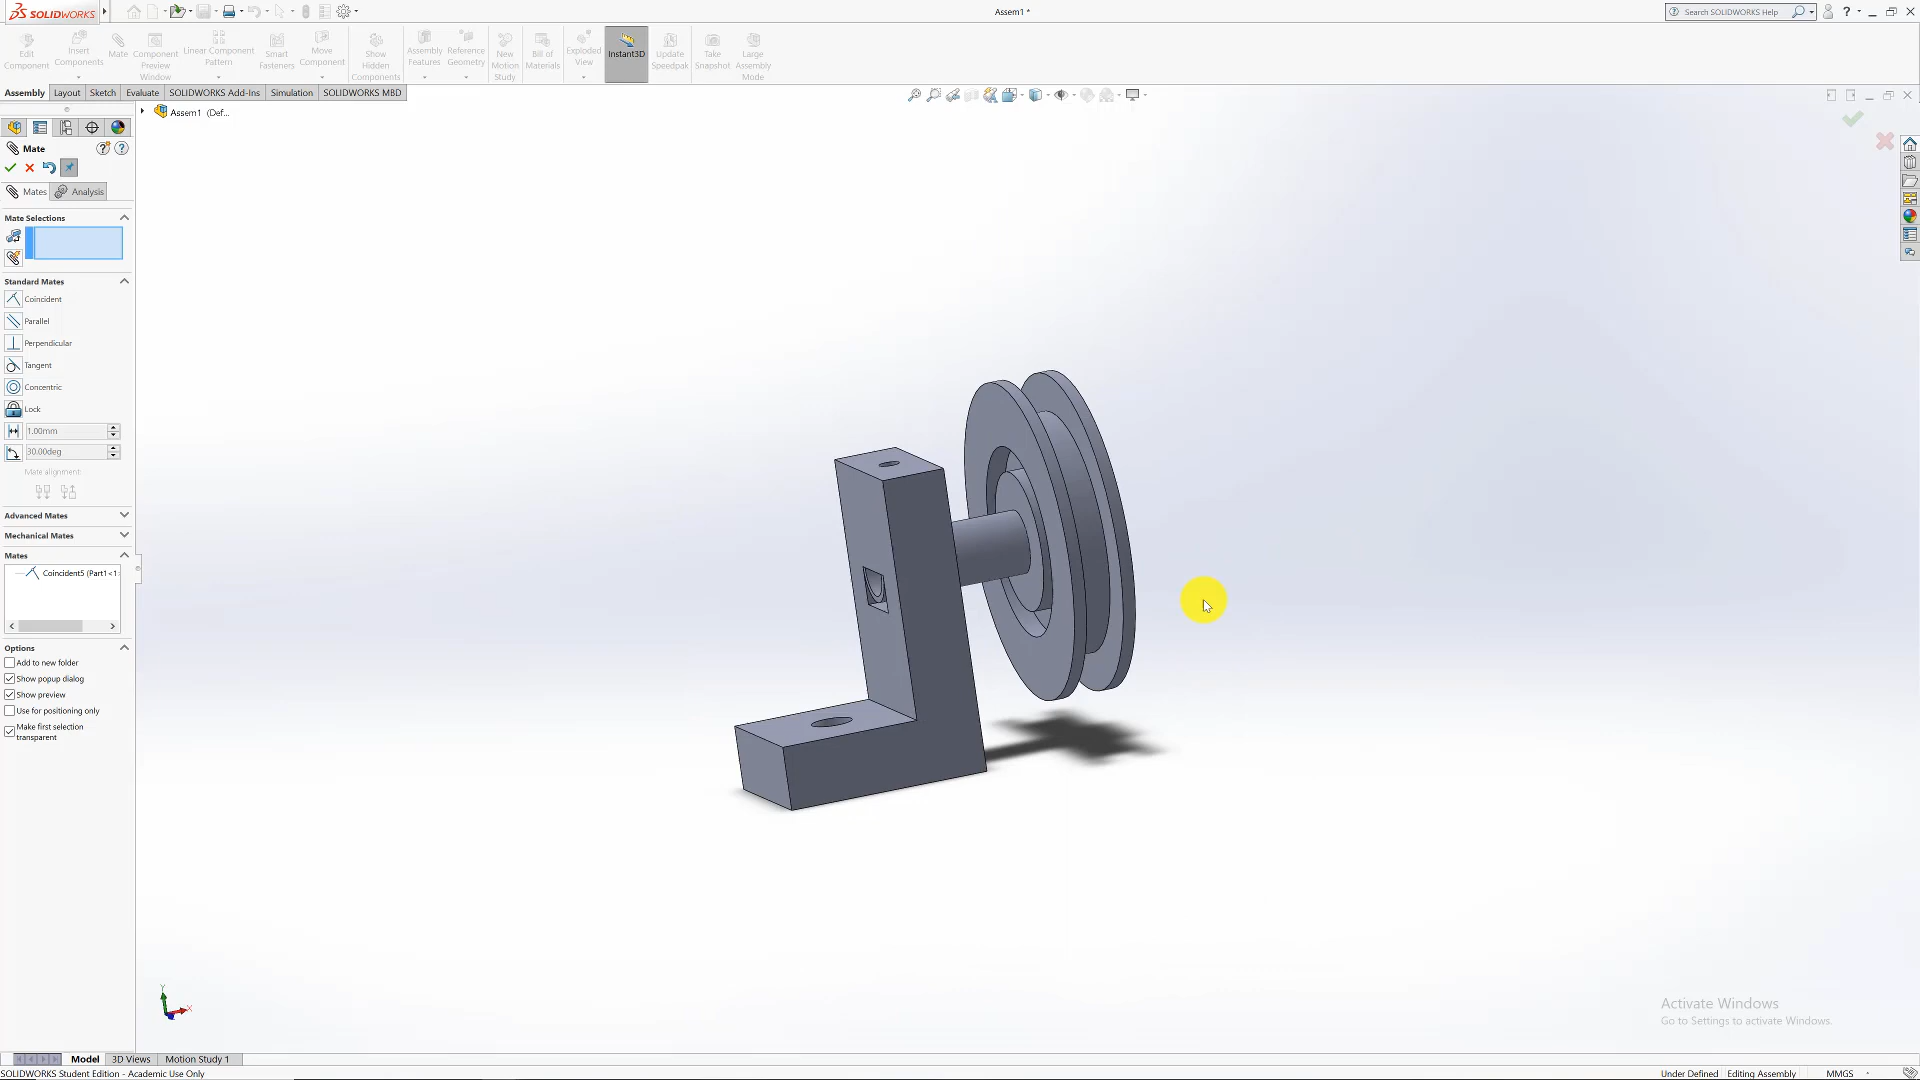 SOLIDWORKS
Assem1 *
Search SOLIDWORKS Help
Edit Component
Insert Components
Mate
Component Preview Window
Linear Component Pattern
Smart Fasteners
Move Component
Show Hidden Components
Assembly Features
Reference Geometry
New Motion Study
Bill of Materials
Exploded View
Instant3D
Update Speedpak
Take Snapshot
Large Assembly Mode
Assembly
Layout
Sketch
Evaluate
SOLIDWORKS Add-Ins
Simulation
SOLIDWORKS MBD
Assem1 (Def...
Mate
Mates
Analysis
Mate Selections
Standard Mates
Coincident
Parallel
Perpendicular
Tangent
Concentric
Lock
1.00mm
30.00deg
Mate alignment:
Advanced Mates
Mechanical Mates
Mates
Coincident5 (Part1<1>
Options
Add to new folder
Show popup dialog
Show preview
Use for positioning only
Make first selection
transparent
Y
X
Activate Windows
Go to Settings to activate Windows.
Model
3D Views
Motion Study 1
SOLIDWORKS Student Edition - Academic Use Only
Under Defined
Editing Assembly
MMGS